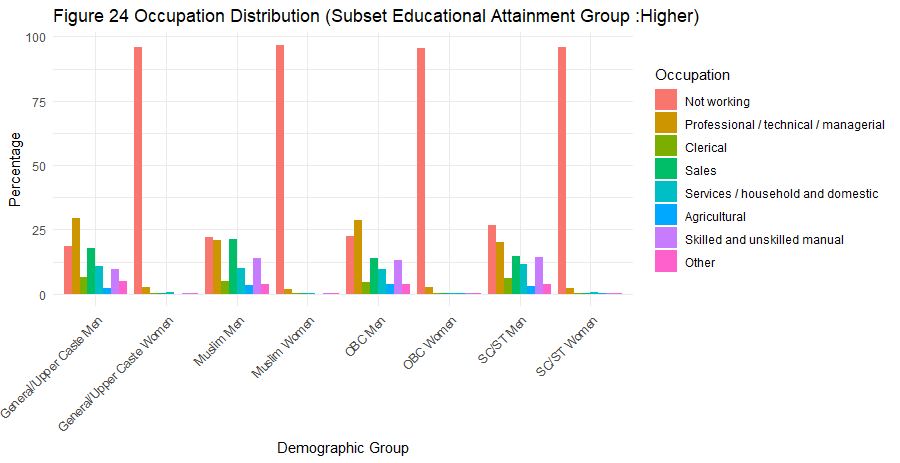 Figure 24 Occupation Distribution (Subset Educational Attainment Group :Higher)
Percentage
100
75
50
25
0
General/Upper Caste Men
General/Upper Caste Women
Muslim Men
Muslim Women
OBC Men
OBC Women
SC/ST Men
SC/ST Women
Demographic Group
Occupation
Not working
Professional / technical / managerial
Clerical
Sales
Services / household and domestic
Agricultural
Skilled and unskilled manual
Other